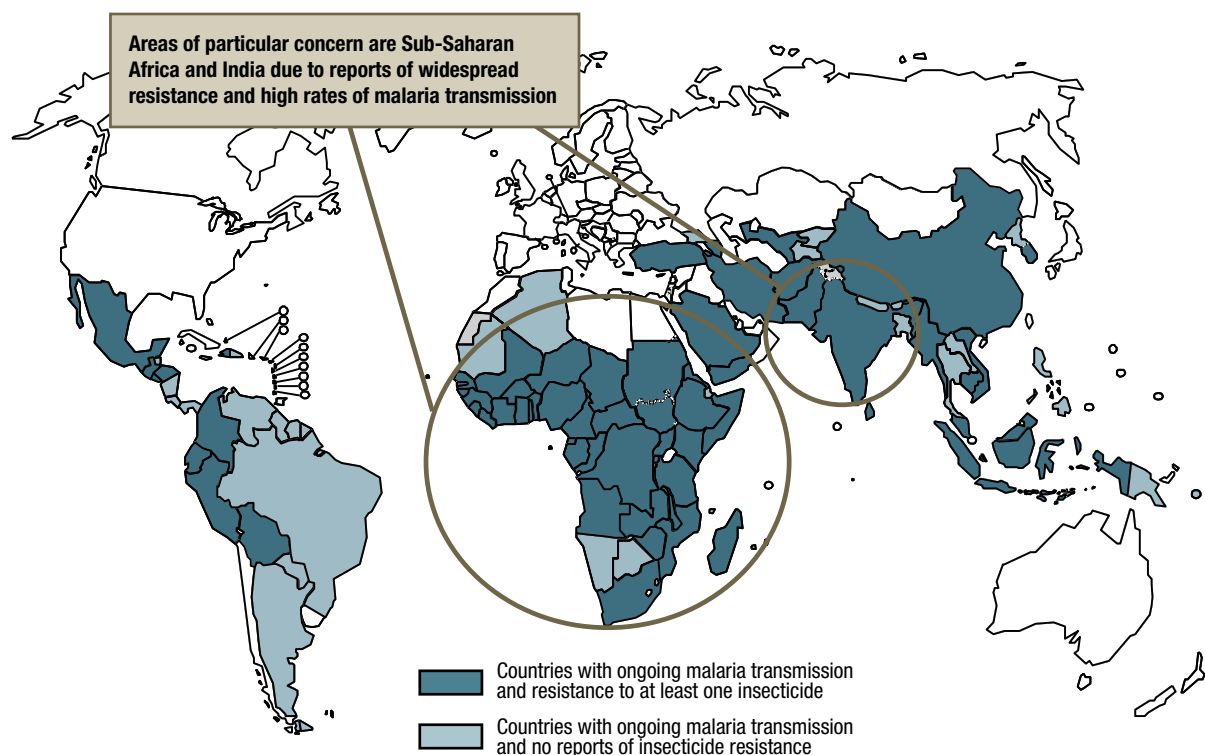 Areas of particular concern are Sub-Saharan
Africa and India due to reports of widespread
resistance and high rates of malaria transmission
Countries with ongoing malaria transmission
and resistance to at least one insecticide
Countries with ongoing malaria transmission
and no reports of insecticide resistance